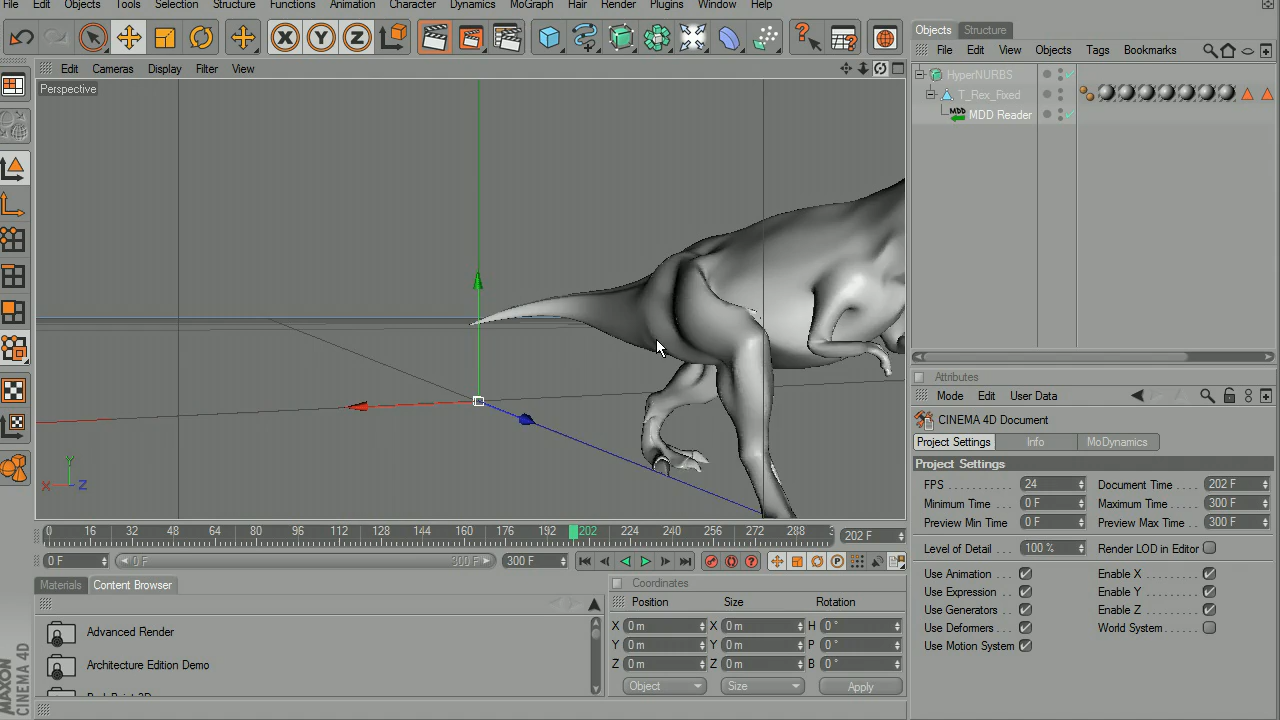 Edit Objects Tools Selection Structure Functions Animation Character Dynamics MoGraph Hair Render Plugins Window Help
Objects Structure
Edit Cameras Display Filter View
File Edit View Objects Tags Bookmarks
Perspective
HyperNURBS
T_Rex_Fixed
MDD MDD Reader
Attributes
Mode Edit User Data
CINEMA 4D Document
Project Settings Info MoDynamics
Project Settings
FPS 24 Document Time 202 F
Minimum Time 0 F Maximum Time 300 F
Preview Min Time 0 F Preview Max Time 300 F
Level of Detail 100 % Render LOD in Editor
Use Animation Enable X
Use Expression Enable Y
Use Generators Enable Z
Use Deformers World System
Use Motion System
Y
X Z
0 16 32 48 64 80 96 112 128 144 160 176 192 202 224 240 256 272 288 3 202 F
0 F 0 F 300 F 300 F
Materials Content Browser
Advanced Render
Architecture Edition Demo
Coordinates
Position Size Rotation
X 0 m X 0 m H 0 °
Y 0 m Y 0 m P 0 °
Z 0 m Z 0 m B 0 °
Object Size Apply
MAXON
CINEMA 4D